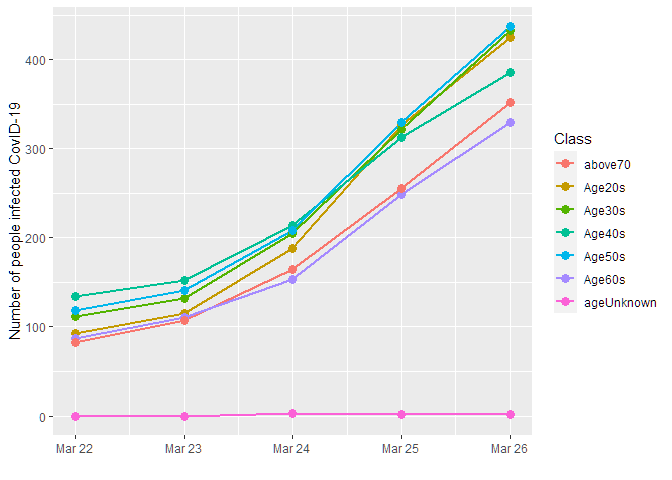 Numner of people infected CovID-19
400
300
200
100
0
Mar 22 Mar 23 Mar 24 Mar 25 Mar 26
Class
above70
Age20s
Age30s
Age40s
Age50s
Age60s
ageUnknown